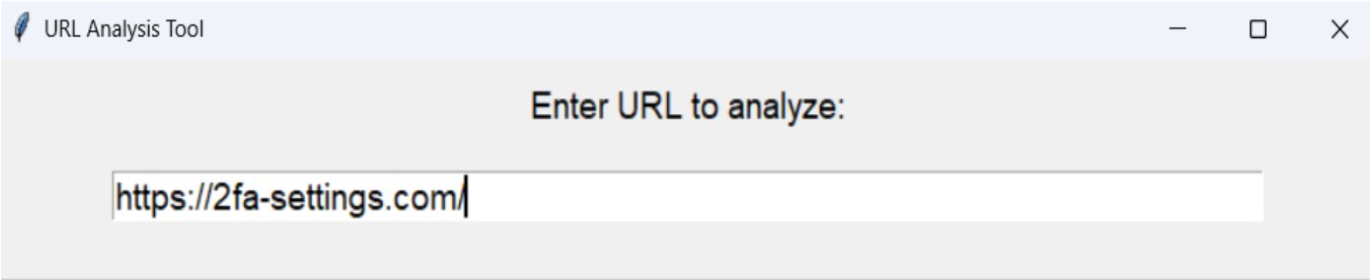 URL Analysis Tool
Enter URL to analyze:
https://2fa-settings.com/